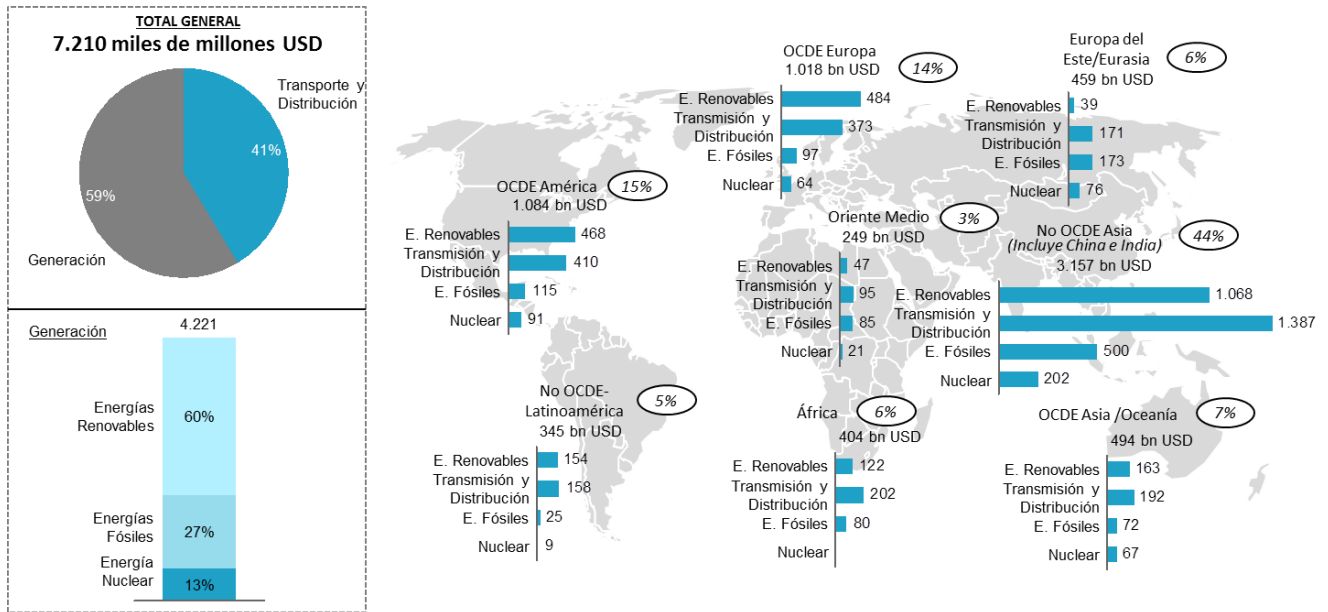 TOTAL GENERAL
7.210 miles de millones USD
Transporte y
Distribución
41%
59%
Generación
Generación
4.221
Energías
Renovables
60%
Energías
Fósiles
27%
Energía
Nuclear
13%
OCDE Europa
1.018 bn USD
14%
E. Renovables 484
Transmisión y
Distribución 373
E. Fósiles 97
Nuclear 64
Europa del
Este/Eurasia
459 bn USD
6%
E. Renovables 39
Transmisión y
Distribución 171
E. Fósiles 173
Nuclear 76
OCDE América
1.084 bn USD
15%
E. Renovables 468
Transmisión y
Distribución 410
E. Fósiles 115
Nuclear 91
Oriente Medio
249 bn USD
3%
E. Renovables 47
Transmisión y
Distribución 95
E. Fósiles 85
Nuclear 21
No OCDE Asia
(Incluye China e India)
3.157 bn USD
44%
E. Renovables 1.068
Transmisión y
Distribución 1.387
E. Fósiles 500
Nuclear 202
No OCDE-
Latinoamérica
345 bn USD
5%
E. Renovables 154
Transmisión y
Distribución 158
E. Fósiles 25
Nuclear 9
África
404 bn USD
6%
E. Renovables 122
Transmisión y
Distribución 202
E. Fósiles 80
Nuclear
OCDE Asia /Oceanía
494 bn USD
7%
E. Renovables 163
Transmisión y
Distribución 192
E. Fósiles 72
Nuclear 67